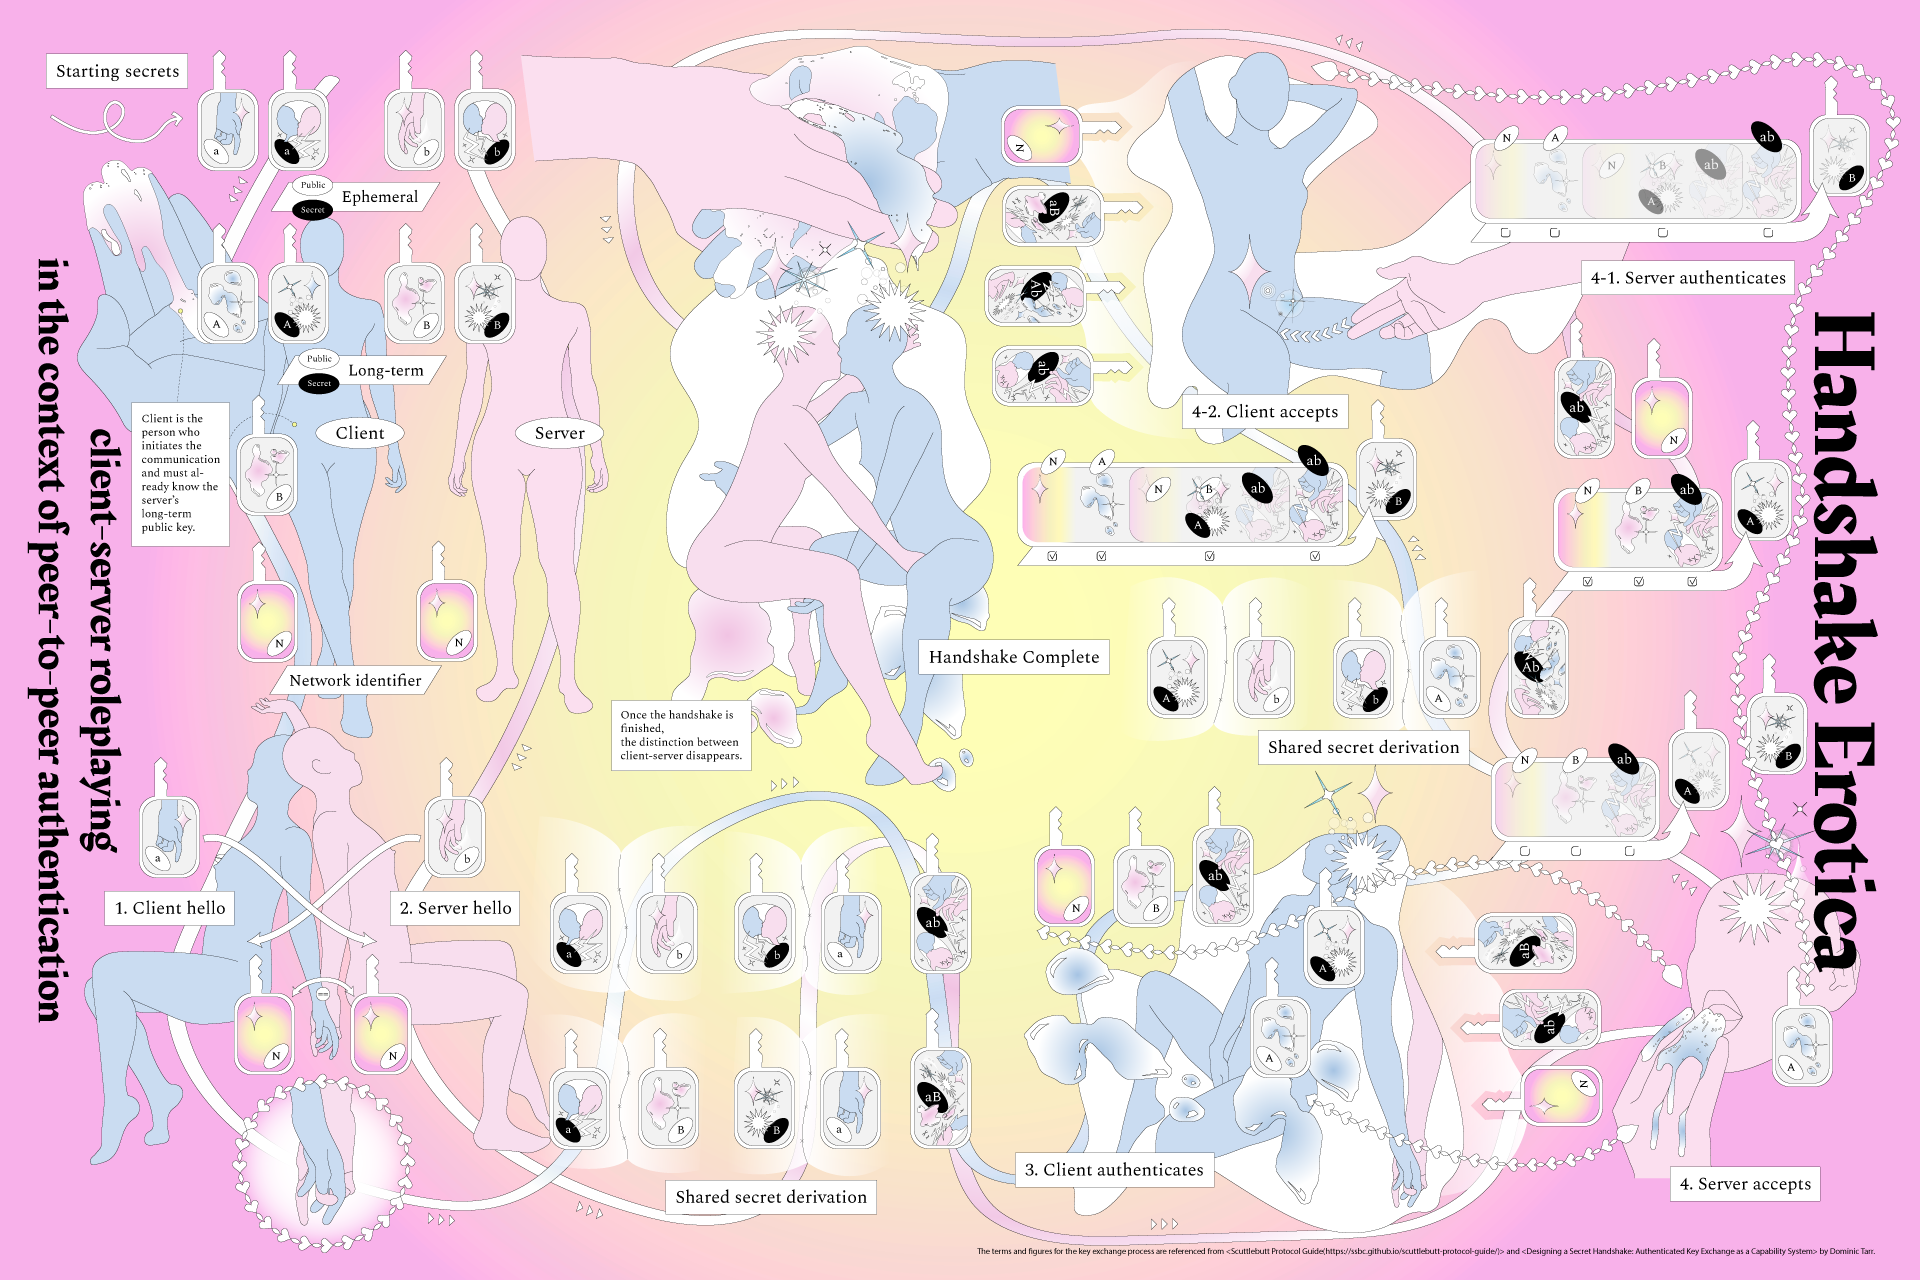 Handshake Erotica
client-server roleplaying
in the context of peer-to-peer authentication
Starting secrets
a
a
b
b
Public
Secret
Ephemeral
A
A
B
B
Public
Secret
Long-term
Client is the
person who
initiates the
communication
and must al-
ready know the
server's
long-term
public key.
B
Client
Server
N
N
Network identifier
a
b
1. Client hello
2. Server hello
N
=
N
a
b
b
a
ab
a
B
B
a
aB
Shared secret derivation
3. Client authenticates
N
B
ab
A
A
N
B
ab
A
aB
ab
N
4. Server accepts
A
B
Shared secret derivation
A
b
b
A
Ab
N
B
ab
A
ab
N
4-1. Server authenticates
N
A
N
B
A
ab
ab
B
4-2. Client accepts
N
A
N
B
A
ab
ab
B
N
aB
Ab
ab
Handshake Complete
Once the handshake is
finished,
the distinction between
client-server disappears.
The terms and figures for the key exchange process are referenced from <Scuttlebutt Protocol Guide(https://ssbc.github.io/scuttlebutt-protocol-guide/)> and <Designing a Secret Handshake: Authenticated Key Exchange as a Capability System> by Dominic Tarr.